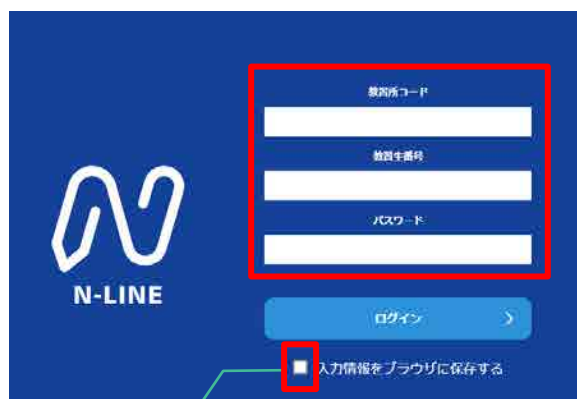 教習所コード
教習生番号
パスワード
N-LINE
ログイン
入力情報をブラウザに保存する